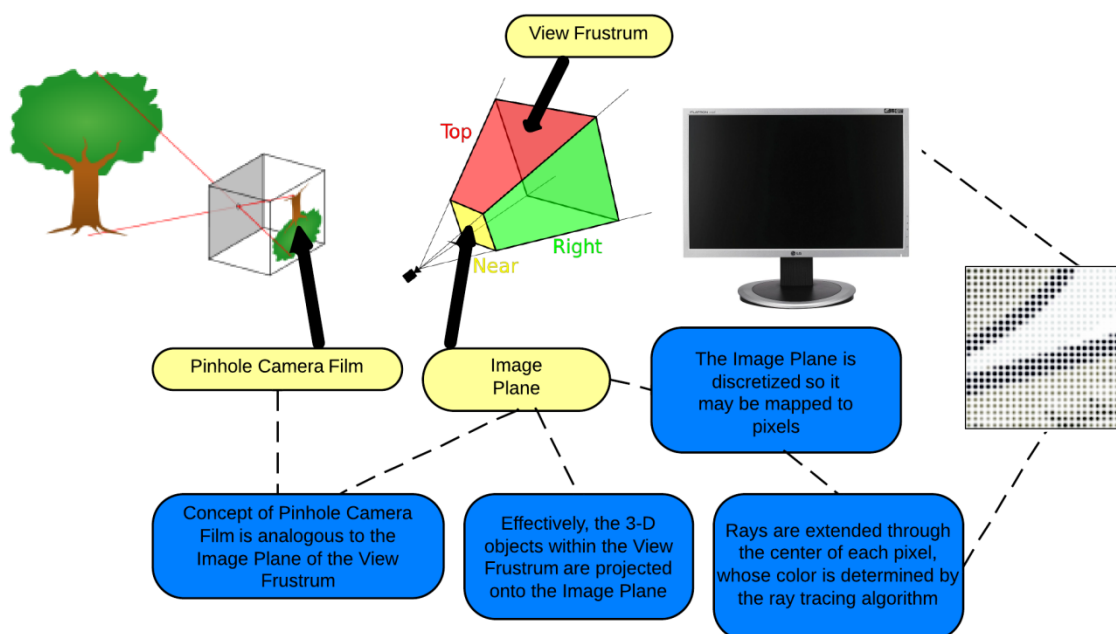 View Frustrum
Top
Right
Near
LG
Pinhole Camera Film
Image
Plane
The Image Plane is
discretized so it
may be mapped to
pixels
Concept of Pinhole Camera
Film is analogous to the
Image Plane of the View
Frustrum
Effectively, the 3-D
objects within the View
Frustrum are projected
onto the Image Plane
Rays are extended through
the center of each pixel,
whose color is determined by
the ray tracing algorithm